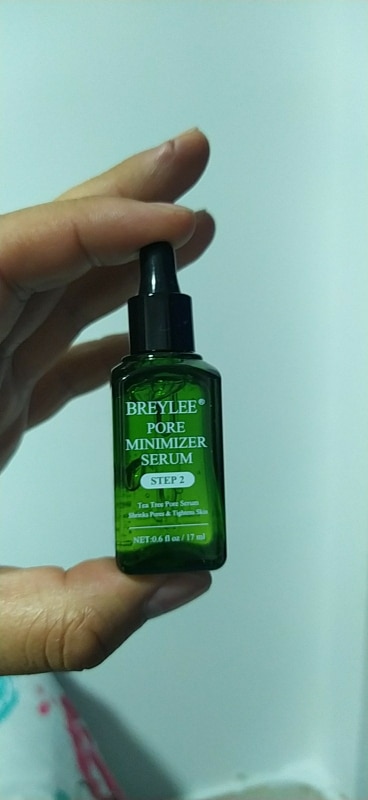 BREYLEE®
PORE
MINIMIZER
SERUM
STEP 2
Tea Tree Pore Serum
Shrinks Pores & Tightens Skin
NET:0.6 fl oz / 17 ml